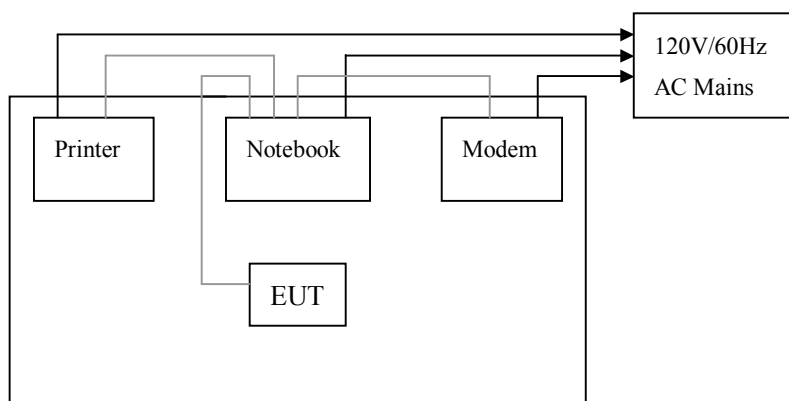 120V/60Hz
AC Mains
Printer
Notebook
Modem
EUT